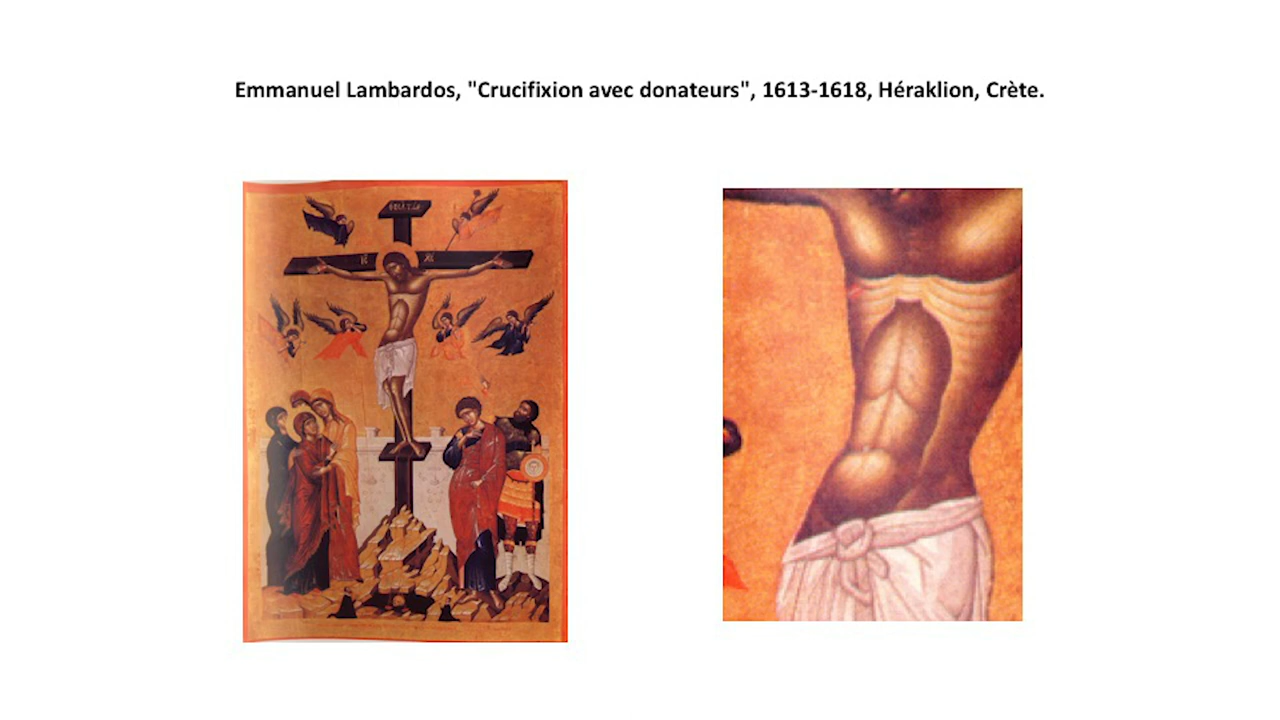 Emmanuel Lambardos, "Crucifixion avec donateurs", 1613-1618, Héraklion, Crète.